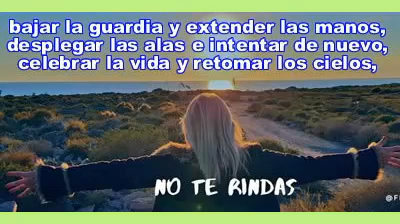 bajar la guardia y extender las manos,
desplegar las alas e intentar de nuevo,
celebrar la vida y retomar los cielos,
NO TE RINDAS